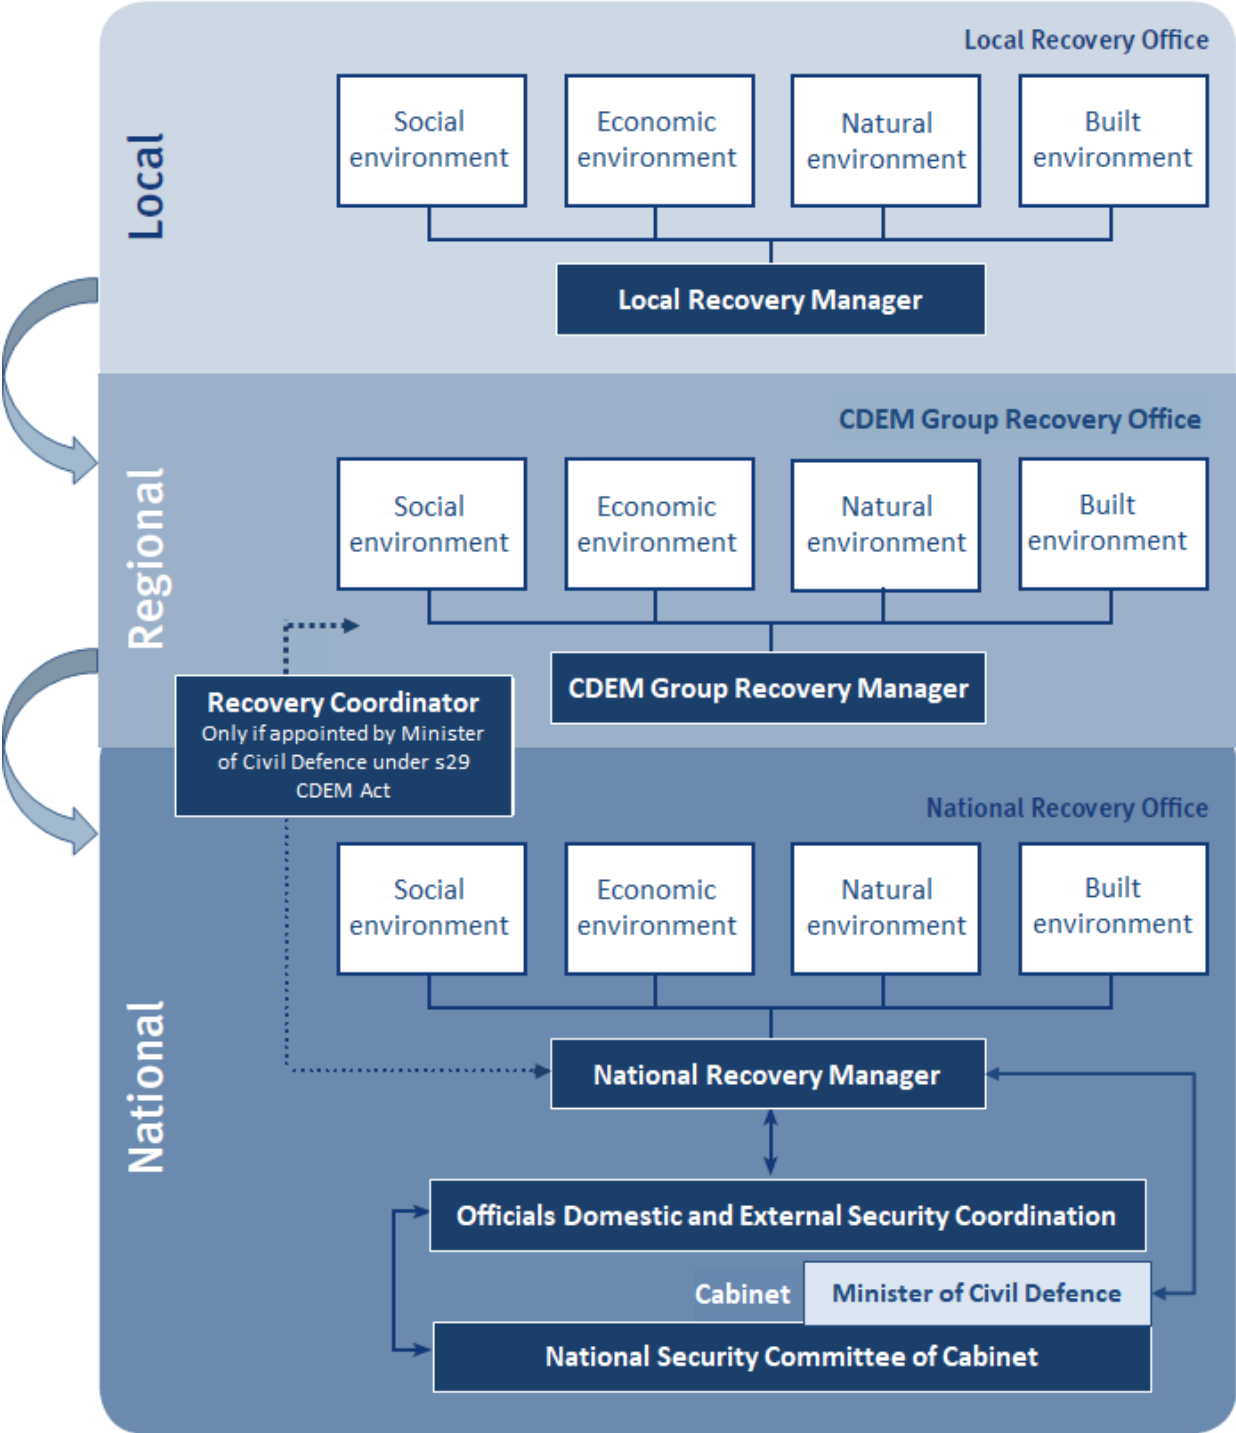 Local Recovery Office
Local
Social
environment
Economic
environment
Natural
environment
Built
environment
Local Recovery Manager
CDEM Group Recovery Office
Regional
Social
environment
Economic
environment
Natural
environment
Built
environment
CDEM Group Recovery Manager
Recovery Coordinator
Only if appointed by Minister
of Civil Defence under s29
CDEM Act
National Recovery Office
National
Social
environment
Economic
environment
Natural
environment
Built
environment
National Recovery Manager
Officials Domestic and External Security Coordination
Cabinet
Minister of Civil Defence
National Security Committee of Cabinet